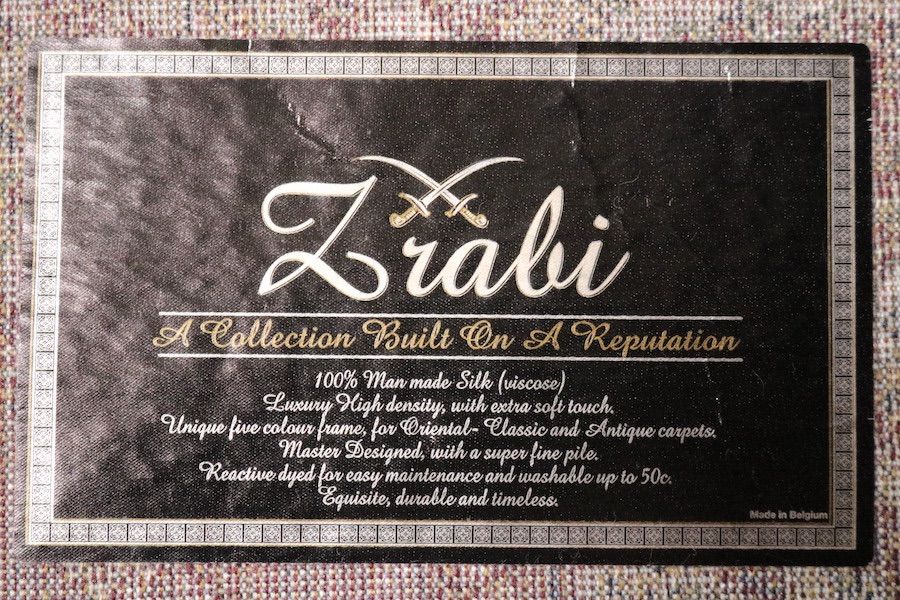 Zrabi
A Collection Built On A Reputation
100% Man made Silk (viscose)
Luxury High density, with extra soft touch.
Unique five colour frame, for Oriental- Classic and Antique carpets.
Master Designed, with a super fine pile.
Reactive dyed for easy maintenance and washable up to 50c.
Equisite, durable and timeless.
Made in Belgium